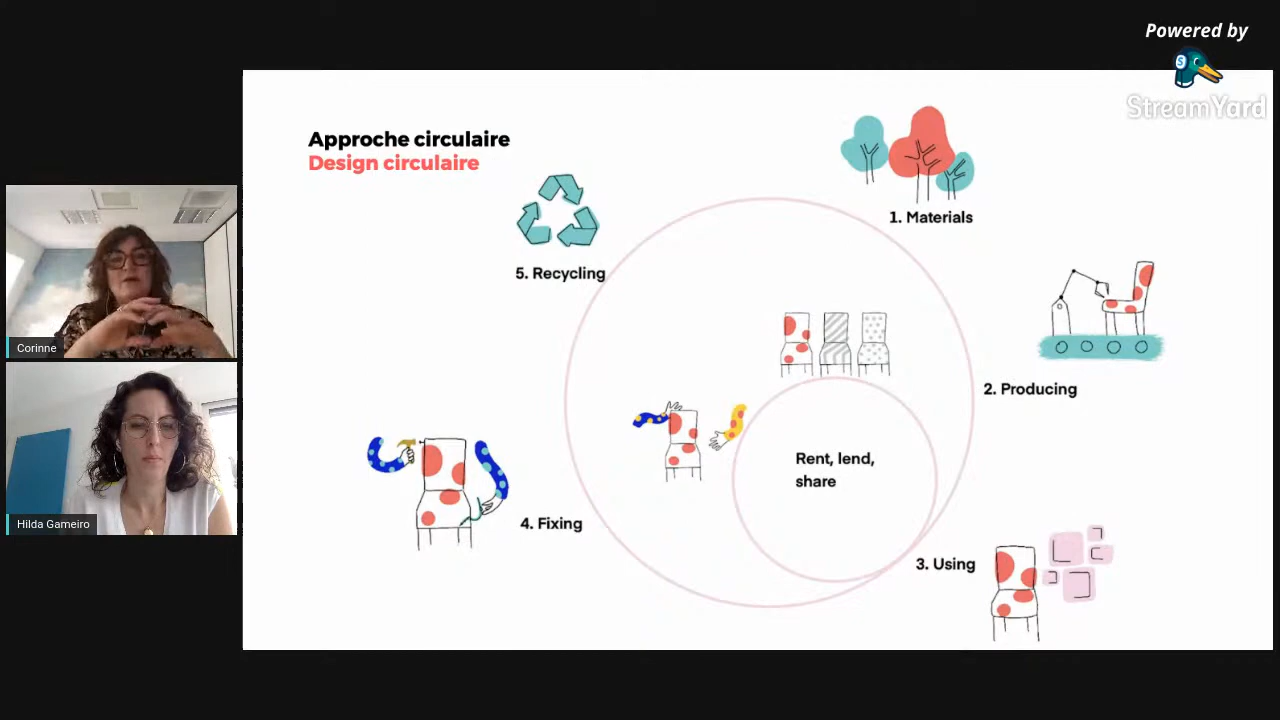 Powered by
StreamYard
Approche circulaire
Design circulaire
1. Materials
5. Recycling
2. Producing
Rent, lend,
share
4. Fixing
3. Using
Corinne
Hilda Gameiro